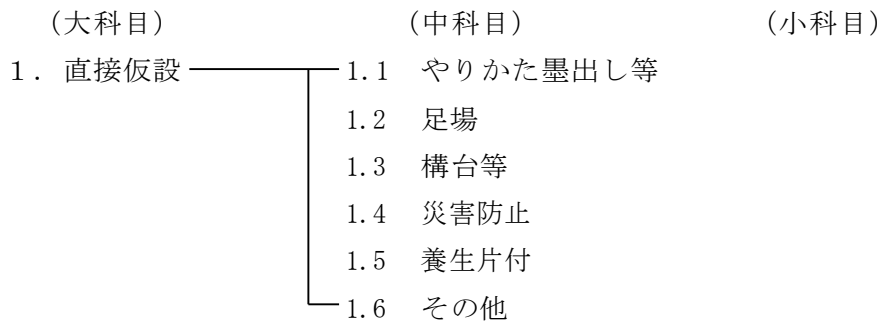 （大科目） （中科目） （小科目）
１．直接仮設 1.1 やりかた墨出し等
1.2 足場
1.3 構台等
1.4 災害防止
1.5 養生片付
1.6 その他